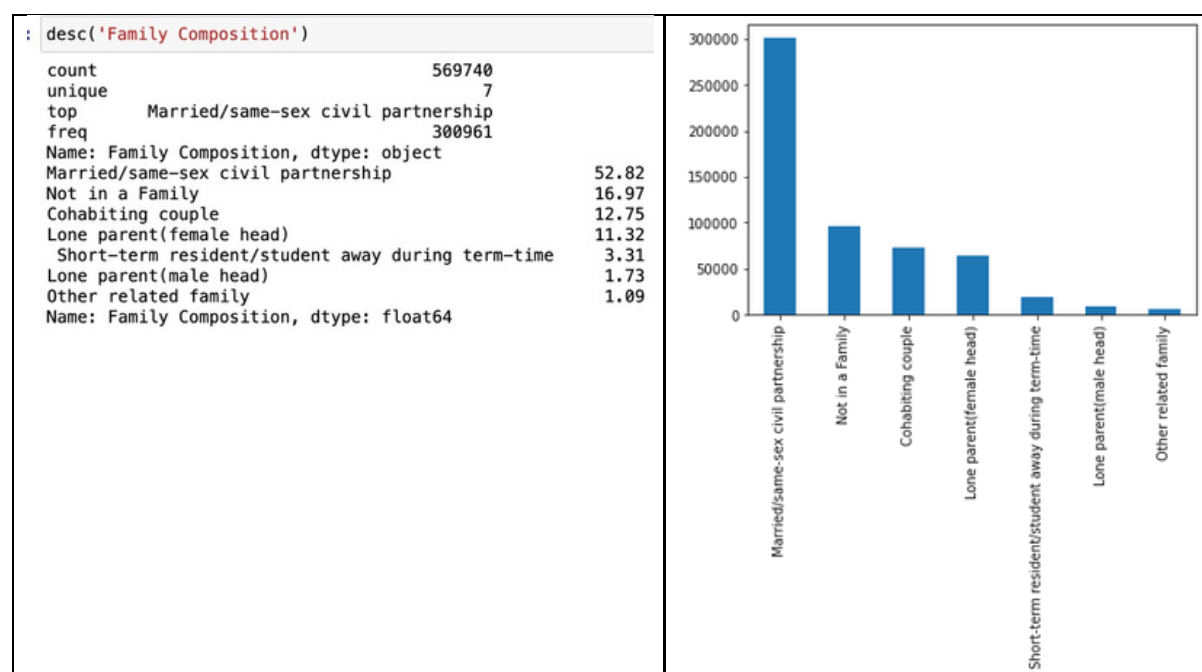 : desc('Family Composition')
count 569740
unique 7
top Married/same-sex civil partnership
freq 300961
Name: Family Composition, dtype: object
Married/same-sex civil partnership 52.82
Not in a Family 16.97
Cohabiting couple 12.75
Lone parent(female head) 11.32
Short-term resident/student away during term-time 3.31
Lone parent(male head) 1.73
Other related family 1.09
Name: Family Composition, dtype: float64
300000
250000
200000
150000
100000
50000
0
Married/same-sex civil partnership
Not in a Family
Cohabiting couple
Lone parent(female head)
Short-term resident/student away during term-time
Lone parent(male head)
Other related family